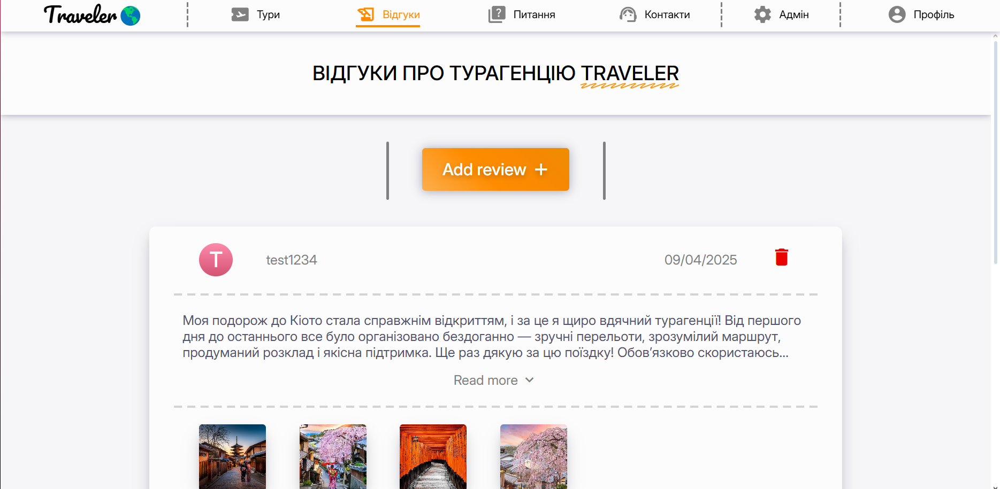 Traveler
Тури
Відгуки
Питання
Контакти
Адмін
Профіль
ВІДГУКИ ПРО ТУРАГЕНЦІЮ TRAVELER
Add review +
T
test1234
09/04/2025
Моя подорож до Кіото стала справжнім відкриттям, і за це я щиро вдячний турагенції! Від першого
дня до останнього все було організовано бездоганно — зручні перельоти, зрозумілий маршрут,
продуманий розклад і якісна підтримка. Ще раз дякую за цю поїздку! Обов’язково скористаюсь...
Read more